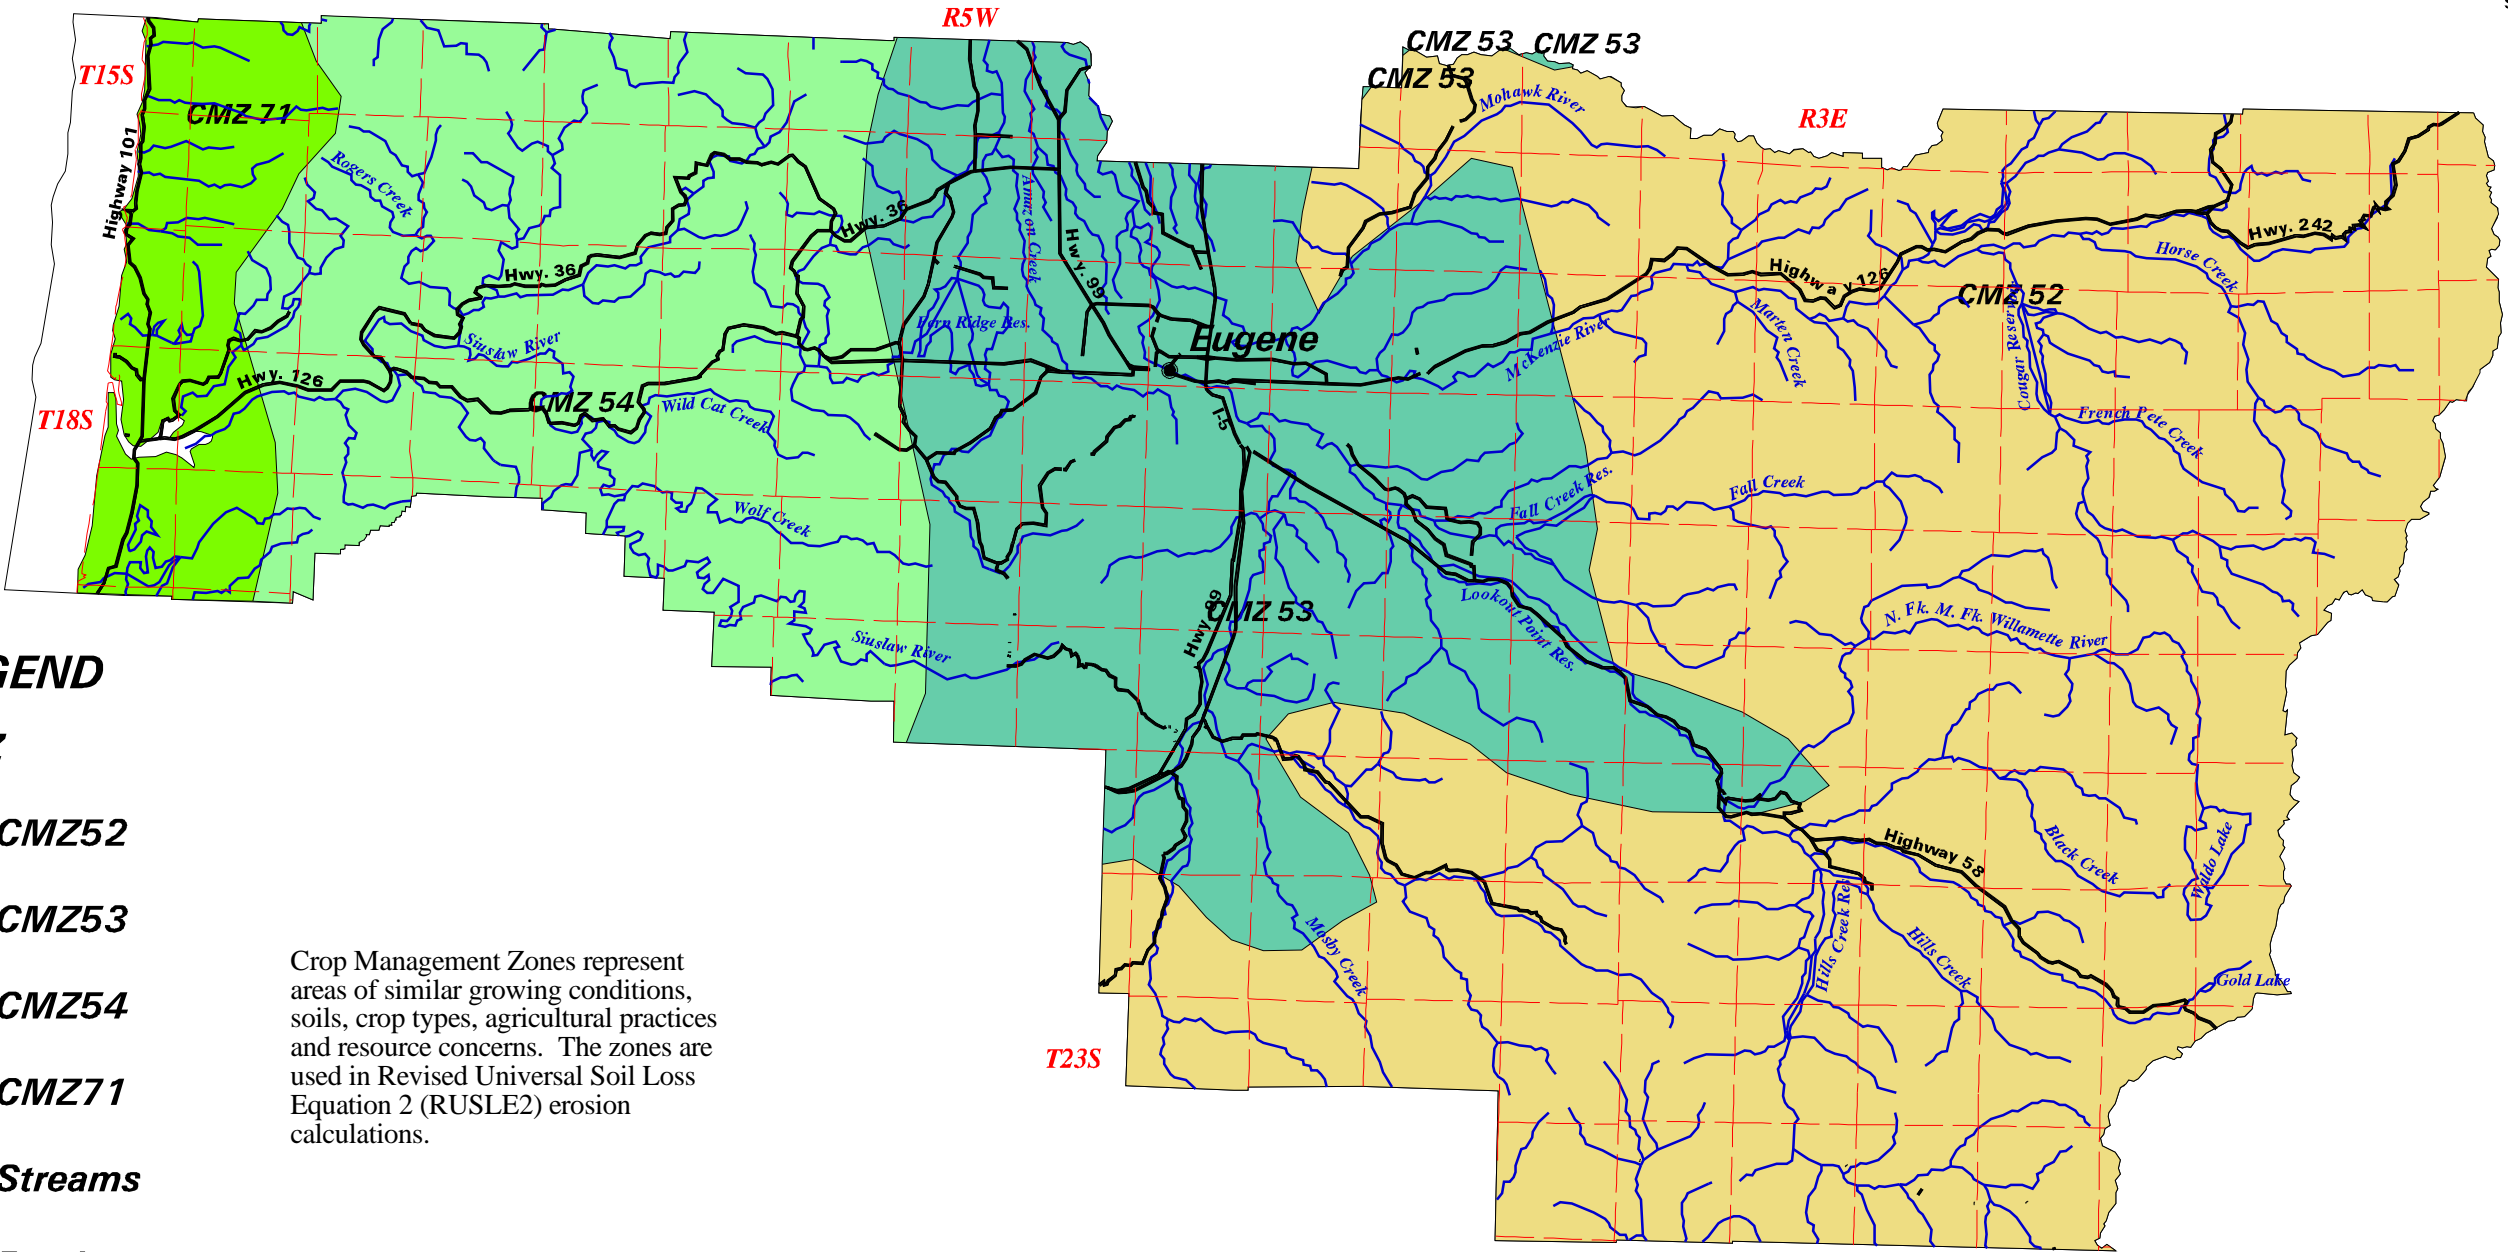 R5W
CMZ 53
CMZ 53
CMZ 53
T15S
CMZ 71
Mohawk River
R3E
Highway 101
Rogers Creek
Amazon Creek
Hwy. 36
Hwy. 36
Hwy. 99
Hwy. 242
Horse Creek
Highway 126
CMZ 52
Cougar Reser
Marten Creek
Fern Ridge Res.
Eugene
McKenzie River
Siuslaw River
Hwy. 126
CMZ 54
Wild Cat Creek
T18S
I-5
French Pete Creek
Fall Creek Res.
Fall Creek
Wolf Creek
Lookout Point Res.
Hwy 99
CMZ 53
N. Fk. M. Fk. Willamette River
Siuslaw River
GEND
Z
CMZ52
CMZ53
CMZ54
CMZ71
Streams
Highway 58
Black Creek
Waldo Lake
Hills Creek Res
Hills Creek
Gold Lake
Mosby Creek
T23S
Crop Management Zones represent
areas of similar growing conditions,
soils, crop types, agricultural practices
and resource concerns.  The zones are
used in Revised Universal Soil Loss
Equation 2 (RUSLE2) erosion
calculations.